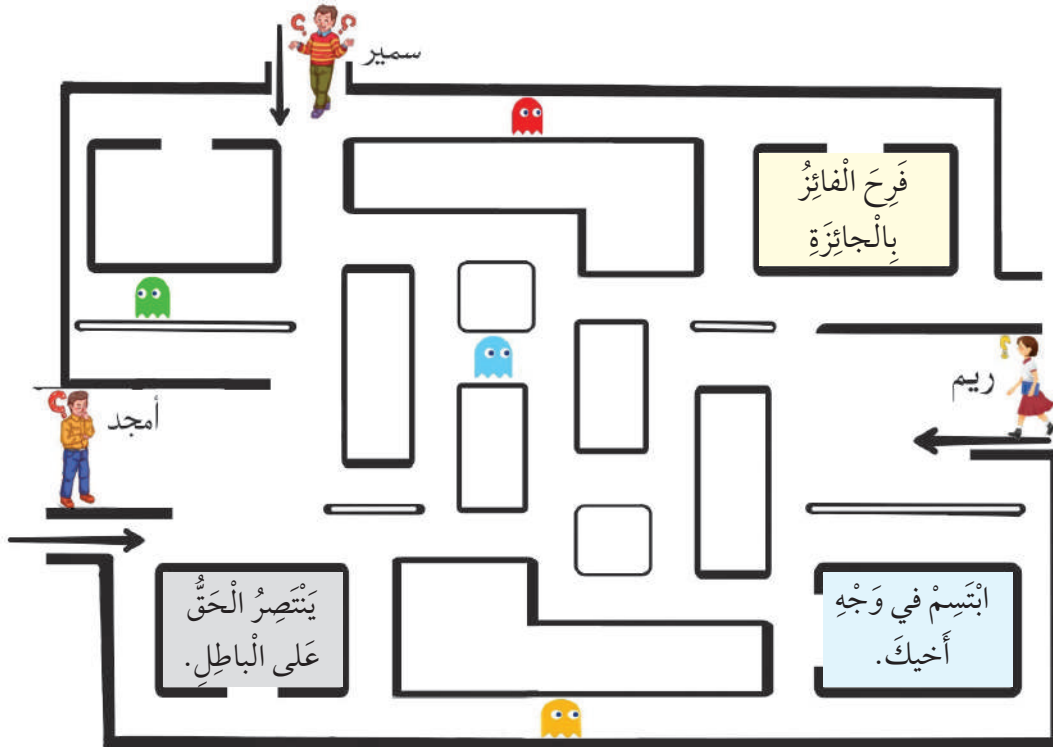 سمير
فَرِحَ الْفائِزُ
بِالْجائِزَةِ
ريم
أمجد
ابْتَسِمْ في وَجْهِ
أَخيكَ.
يَنْتَصِرُ الْحَقُّ
عَلى الْباطِلِ.